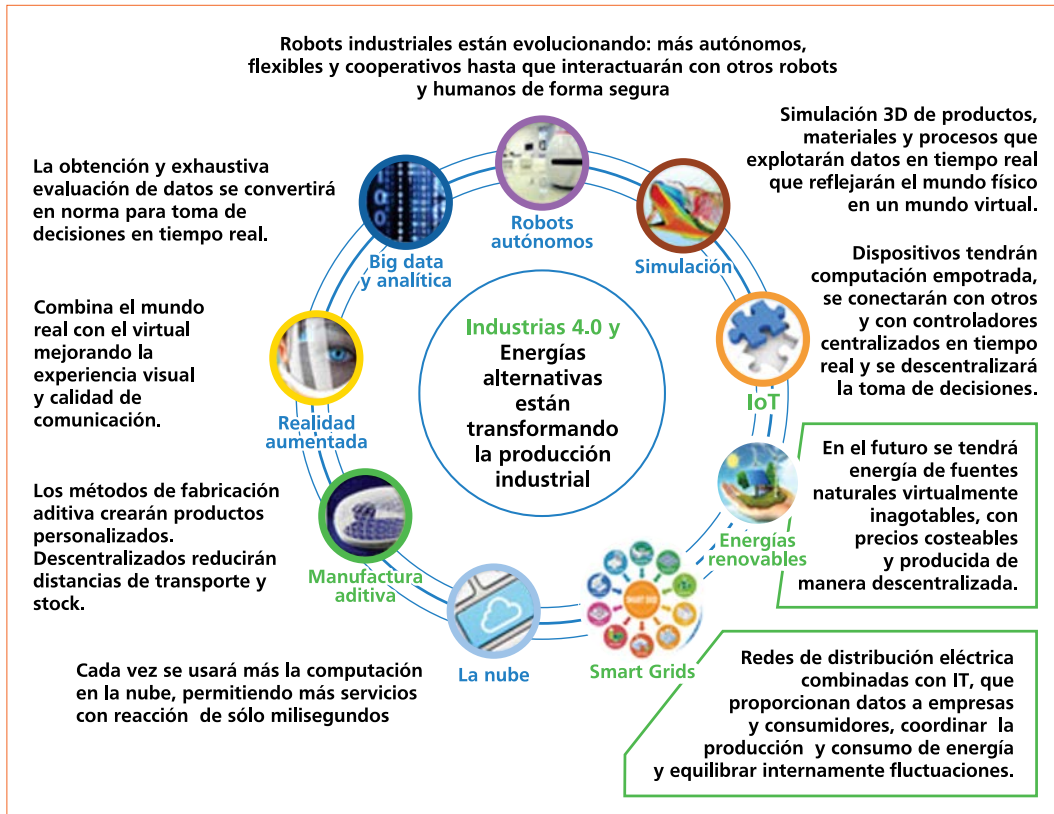 Robots industriales están evolucionando: más autónomos,
flexibles y cooperativos hasta que interactuarán con otros robots
y humanos de forma segura
Simulación 3D de productos,
materiales y procesos que
explotarán datos en tiempo real
que reflejarán el mundo físico
en un mundo virtual.
La obtención y exhaustiva
evaluación de datos se convertirá
en norma para toma de
decisiones en tiempo real.
Robots
autónomos
Big data
y analítica
Simulación
Dispositivos tendrán
computación empotrada,
se conectarán con otros
y con controladores
centralizados en tiempo
real y se descentralizará
la toma de decisiones.
Combina el mundo
real con el virtual
mejorando la
experiencia visual
y calidad de
comunicación.
Industrias 4.0 y
Energías
alternativas
están
transformando
la producción
industrial
IoT
Realidad
aumentada
En el futuro se tendrá
energía de fuentes
naturales virtualmente
inagotables, con
precios costeables
y producida de
manera descentralizada.
Los métodos de fabricación
aditiva crearán productos
personalizados.
Descentralizados reducirán
distancias de transporte y
stock.
Energías
renovables
Manufactura
aditiva
SMART GRID
La nube
Smart Grids
Cada vez se usará más la computación
en la nube, permitiendo más servicios
con reacción de sólo milisegundos
Redes de distribución eléctrica
combinadas con IT, que
proporcionan datos a empresas
y consumidores, coordinar la
producción y consumo de energía
y equilibrar internamente fluctuaciones.